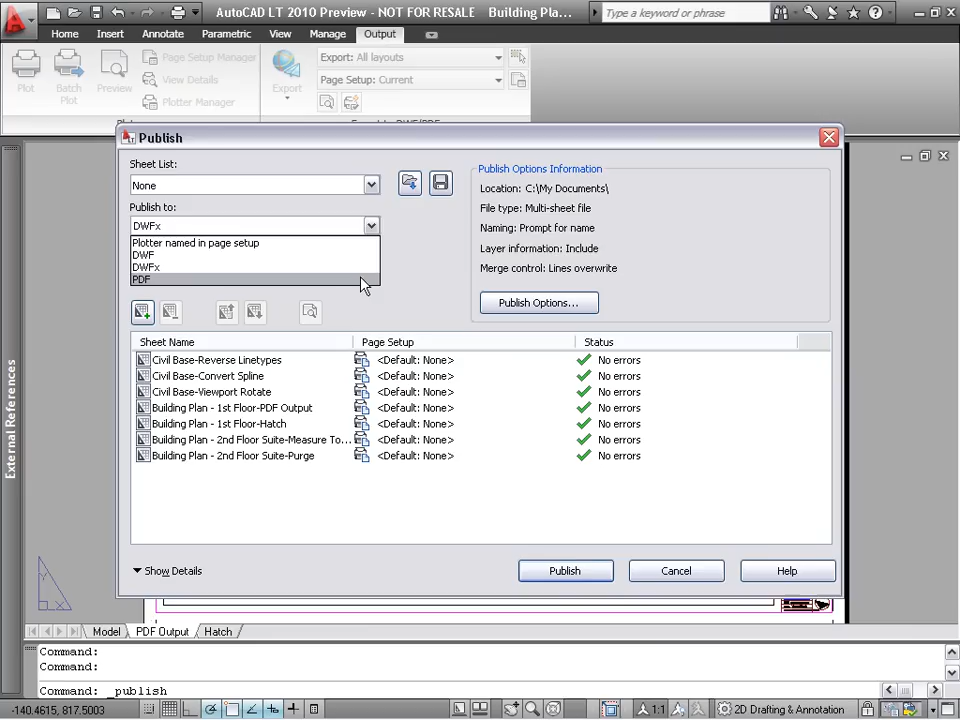 AutoCAD LT 2010 Preview - NOT FOR RESALE   Building Pla...
Type a keyword or phrase
LT
Home
Insert
Annotate
Parametric
View
Manage
Output
Plot
Batch
Plot
Preview
Page Setup Manager
View Details
Plotter Manager
Export
Export: All layouts
Page Setup: Current
Publish
Sheet List:
None
Publish to:
DWFx
Plotter named in page setup
DWF
DWFx
PDF
Publish Options Information
Location: C:\My Documents\
File type: Multi-sheet file
Naming: Prompt for name
Layer information: Include
Merge control: Lines overwrite
Publish Options...
Sheet Name Page Setup Status
Civil Base-Reverse Linetypes <Default: None> No errors
Civil Base-Convert Spline <Default: None> No errors
Civil Base-Viewport Rotate <Default: None> No errors
Building Plan - 1st Floor-PDF Output <Default: None> No errors
Building Plan - 1st Floor-Hatch <Default: None> No errors
Building Plan - 2nd Floor Suite-Measure To... <Default: None> No errors
Building Plan - 2nd Floor Suite-Purge <Default: None> No errors
Show Details
Publish
Cancel
Help
External References
Y
X
Model
PDF Output
Hatch
Command:
Command:
Command: _publish
-140.4615, 817.5003
1:1
2D Drafting & Annotation